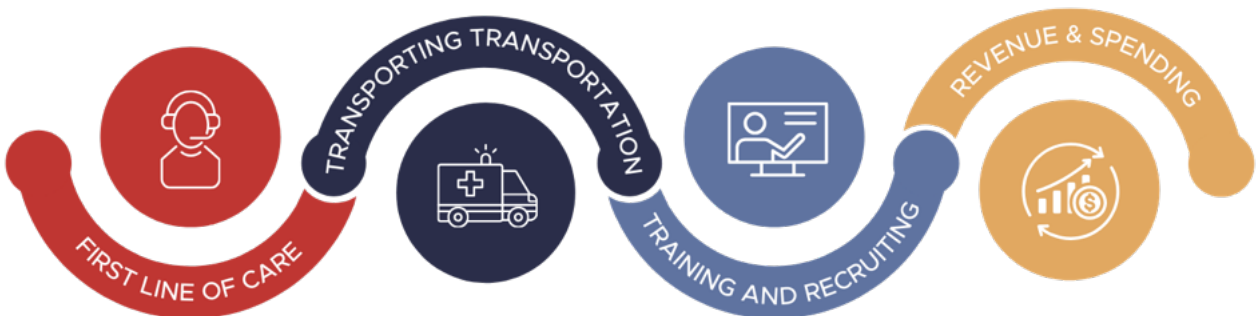 FIRST LINE OF CARE
TRANSPORTING TRANSPORTATION
TRAINING AND RECRUITING
REVENUE & SPENDING
$